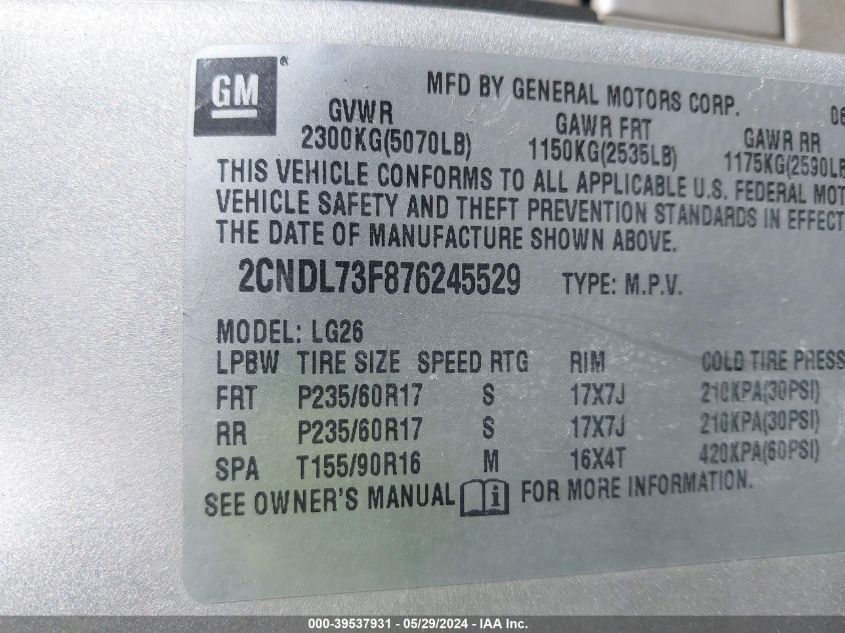 GM®
MFD BY GENERAL MOTORS CORP. 06
GVWR GAWR FRT GAWR RR
2300KG(5070LB) 1150KG(2535LB) 1175KG(2590LB
THIS VEHICLE CONFORMS TO ALL APPLICABLE U.S. FEDERAL MOT
VEHICLE SAFETY AND THEFT PREVENTION STANDARDS IN EFFECT
THE DATE OF MANUFACTURE SHOWN ABOVE.
2CNDL73F876245529 TYPE: M.P.V.
MODEL: LG26
LPBW TIRE SIZE SPEED RTG RIM COLD TIRE PRESS
FRT P235/60R17 S 17X7J 210KPA(30PSI)
RR P235/60R17 S 17X7J 210KPA(30PSI)
SPA T155/90R16 M 16X4T 420KPA(60PSI)
SEE OWNER'S MANUAL i FOR MORE INFORMATION.
000-39537931 - 05/29/2024 - IAA Inc.